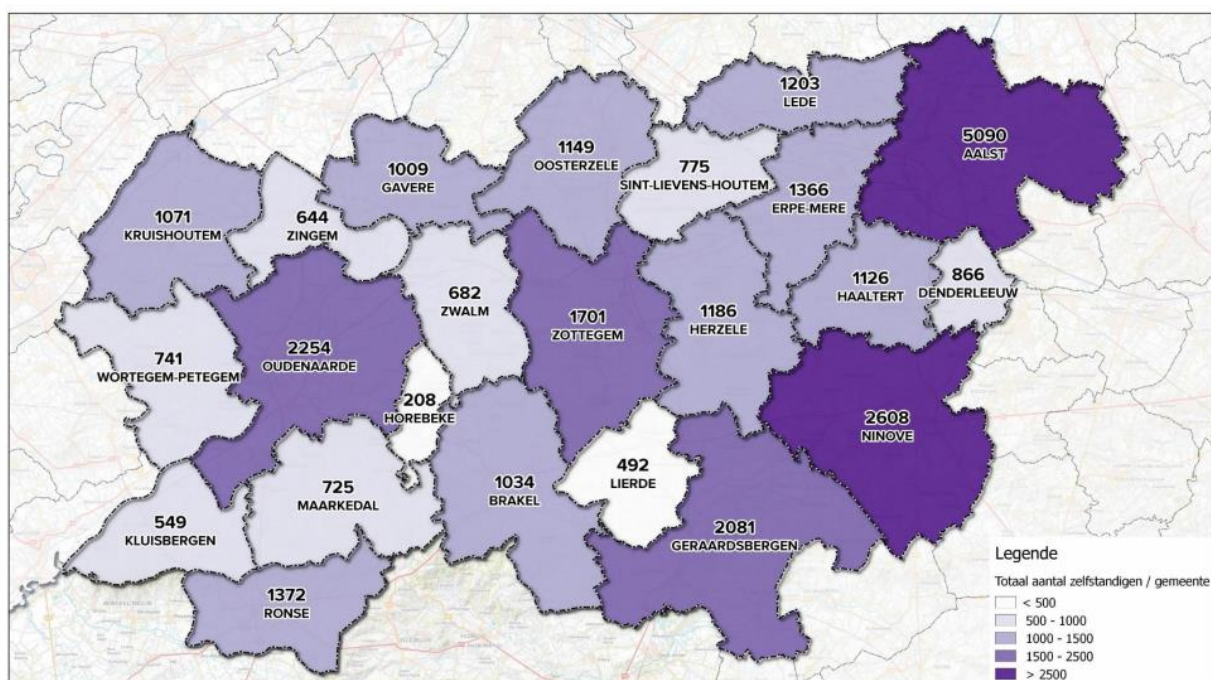 1203
LEDE
5090
AALST
1149
OOSTERZELE
775
SINT-LIEVENS-HOUTEM
1009
GAVERE
1366
ERPE-MERE
1071
KRUISHOUTEM
644
ZINGEM
866
DENDERLEEUW
1126
HAALTERT
682
ZWALM
1701
ZOTTEGEM
1186
HERZELE
741
WORTEGEM-PETEGEM
2254
OUDENAARDE
208
HOREBEKE
2608
NINOVE
492
LIERDE
725
MAARKEDAL
1034
BRAKEL
549
KLUISBERGEN
2081
GERAARDSBERGEN
1372
RONSE
Legende
Totaal aantal zelfstandigen / gemeente
< 500
500 - 1000
1000 - 1500
1500 - 2500
> 2500